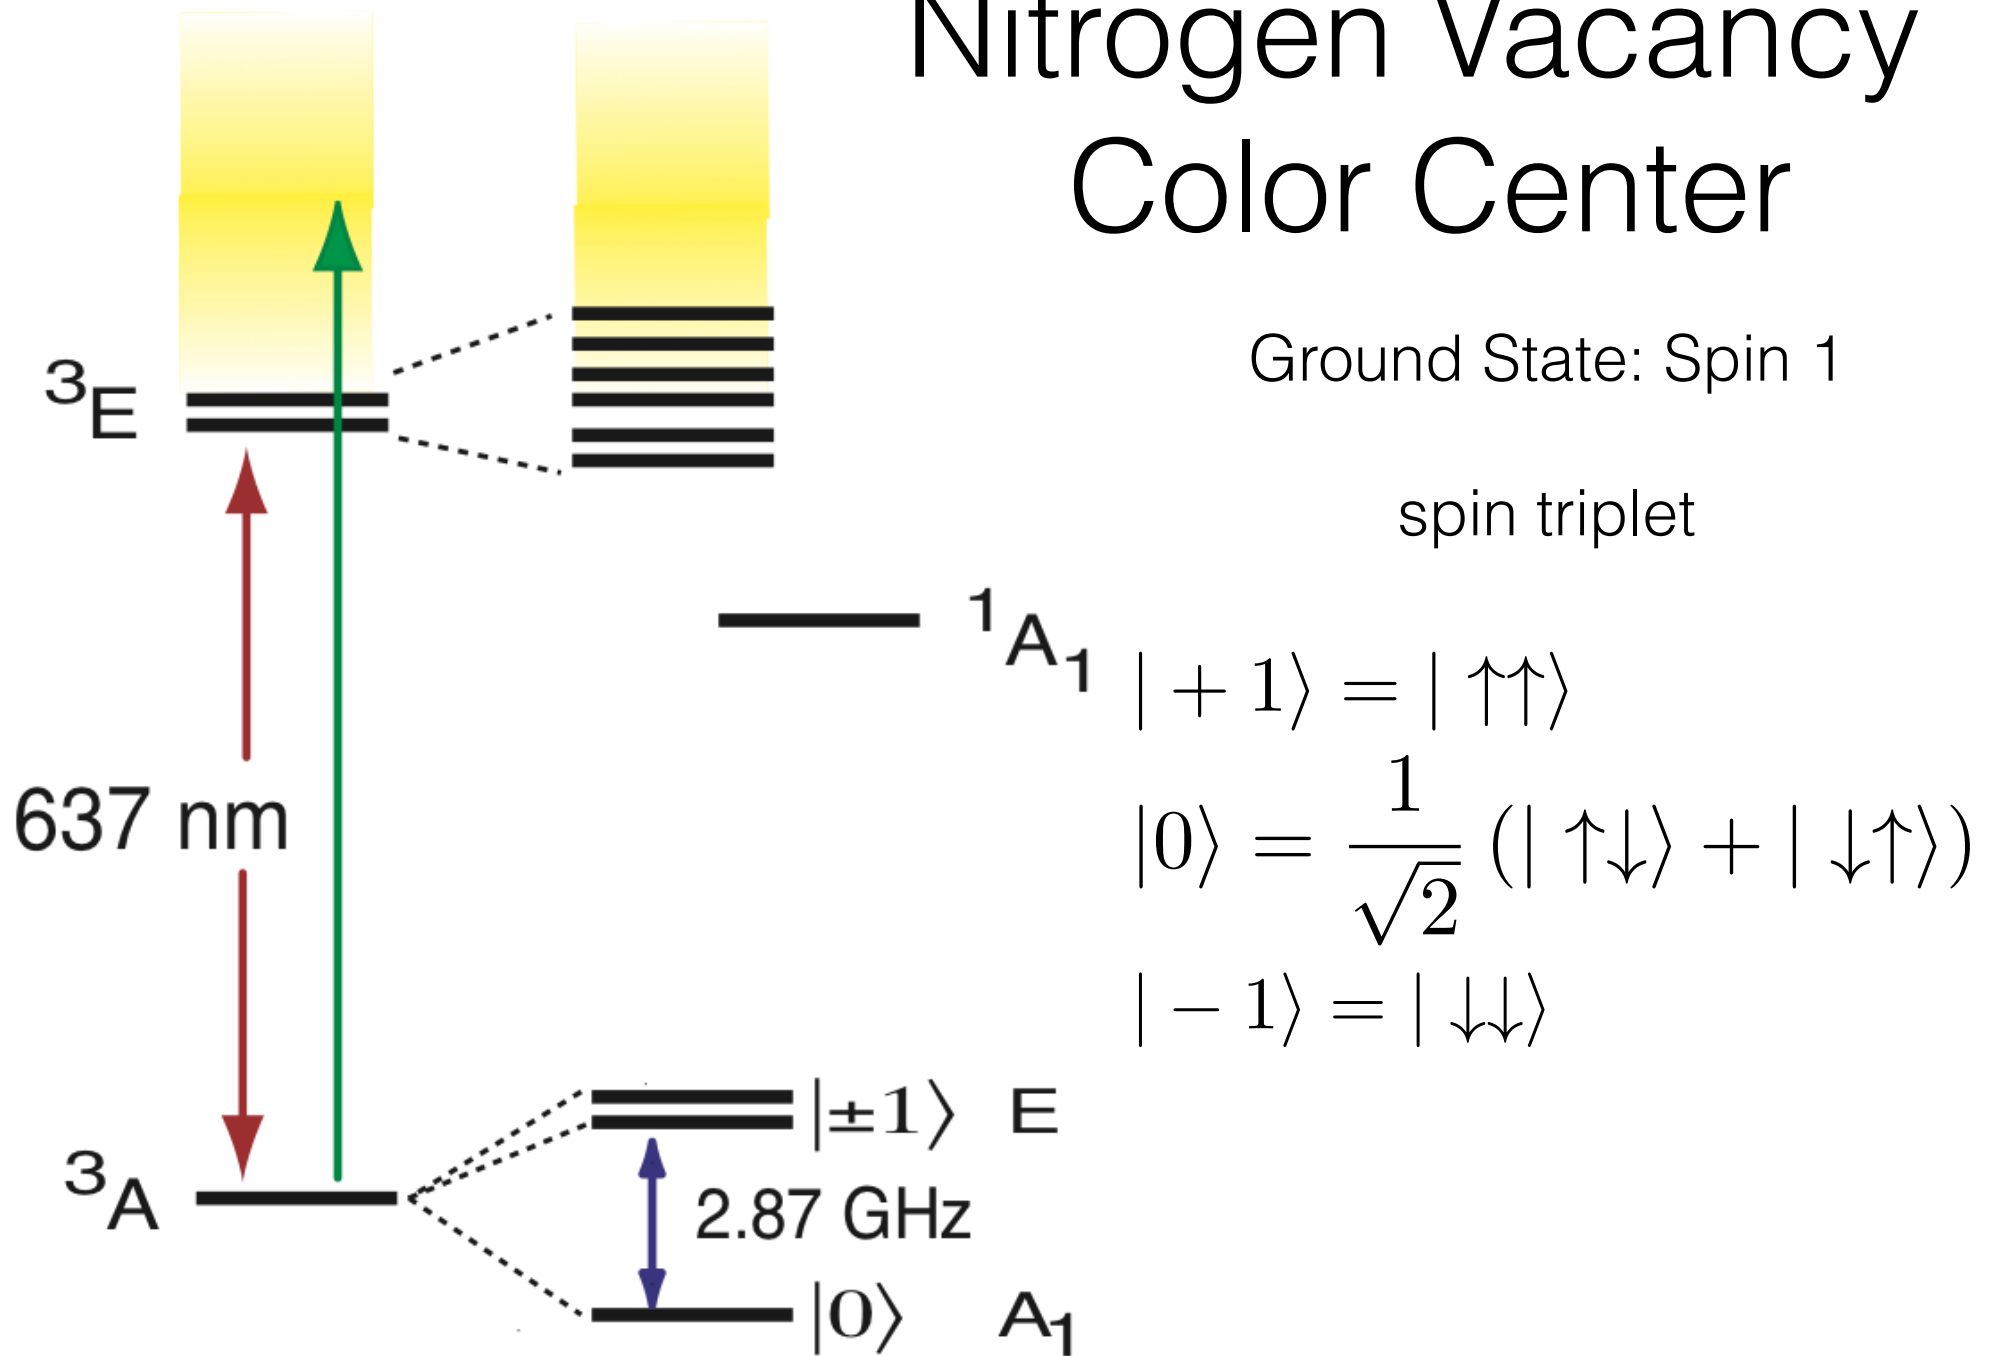 Nitrogen Vacancy
Color Center
Ground State: Spin 1
spin triplet
³E
¹A₁
|+1⟩ = |↑↑⟩
|0⟩ = 1/√2 (|↑↓⟩ + |↓↑⟩)
|−1⟩ = |↓↓⟩
637 nm
|±1⟩ E
³A
2.87 GHz
|0⟩ A₁